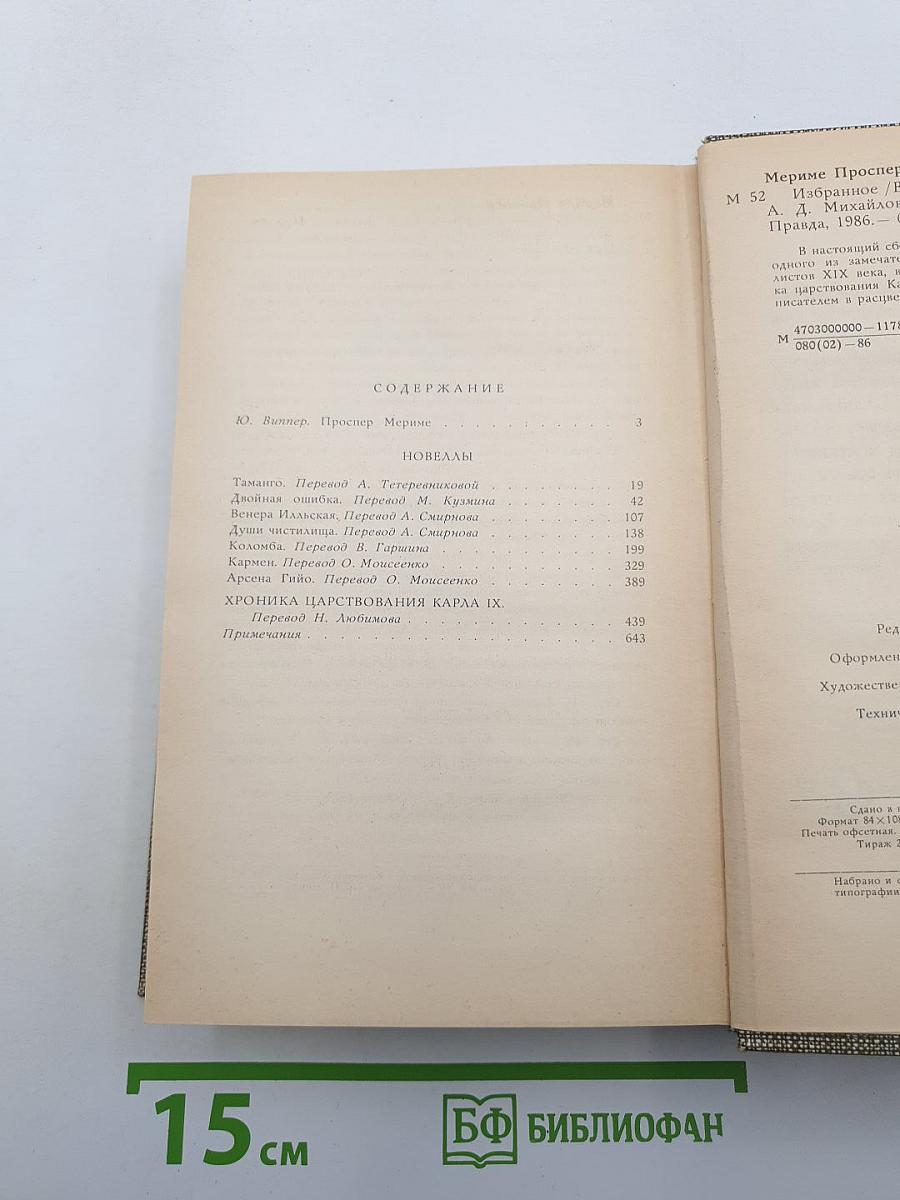 СОДЕРЖАНИЕ
Ю. Виппер. Проспер Мериме . . . . . . . . . . . 3
НОВЕЛЛЫ
Таманго. Перевод А. Тетеревниковой . . . . . . . . 19
Двойная ошибка. Перевод М. Кузмина . . . . . . . 42
Венера Илльская. Перевод А. Смирнова . . . . . . . . 107
Души чистилища. Перевод А. Смирнова . . . . . . . . 138
Коломба. Перевод В. Гаршина . . . . . . . . . . 199
Кармен. Перевод О. Моисеенко . . . . . . . . . . 329
Арсена Гийо. Перевод О. Моисеенко . . . . . . . . 389
ХРОНИКА ЦАРСТВОВАНИЯ КАРЛА IX.
Перевод Н. Любимова . . . . . . . . . . . 439
Примечания . . . . . . . . . . . . . . . . 643
Мериме Проспер
М 52 Избранное /В
А. Д. Михайлов
Правда, 1986.—
В настоящий сб
одного из замечате
листов XIX века, в
ка царствования Ка
писателем в расцве
М 4703000000—1178
080(02)—86
Ред
Оформлен
Художестве
Технич
Сдано в н
Формат 84×108
Печать офсетная.
Тираж 2
Набрано и с
типографии
15 см
БФ БИБЛИОФАН